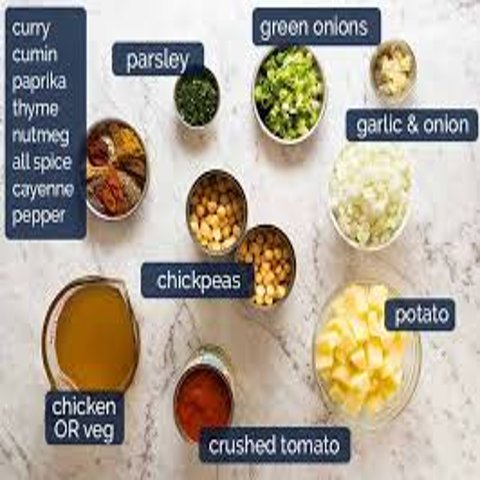 curry
cumin
paprika
thyme
nutmeg
all spice
cayenne
pepper
parsley
green onions
garlic & onion
chickpeas
potato
chicken
OR veg
crushed tomato